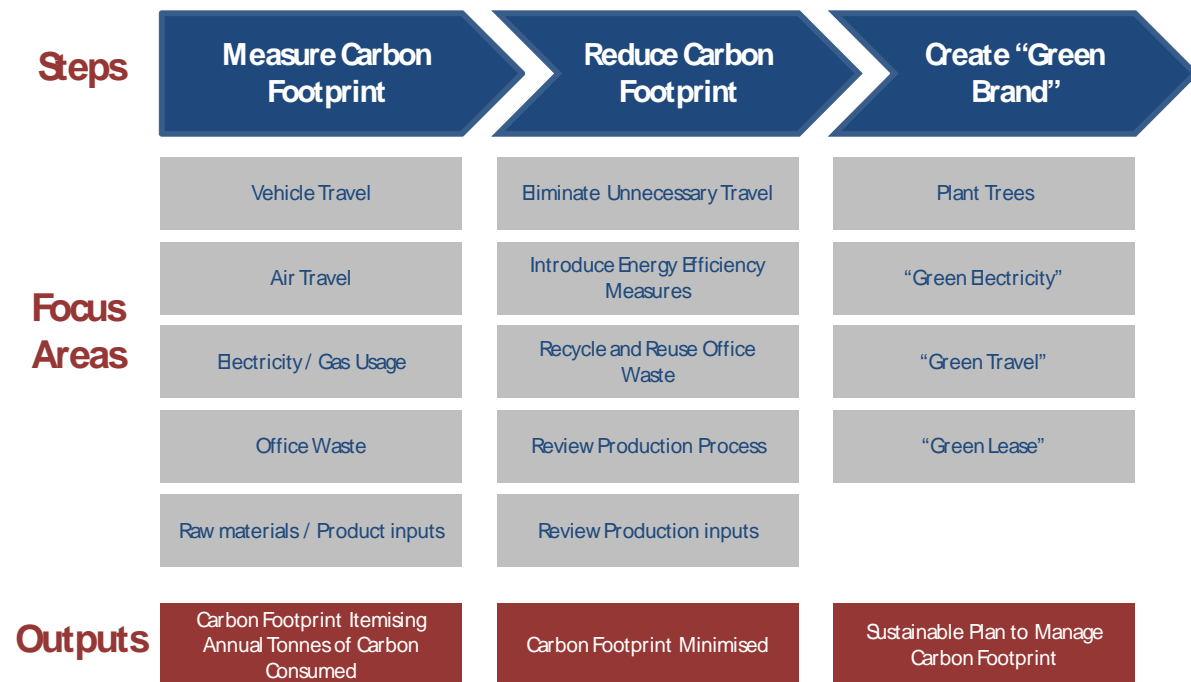 Steps
Measure Carbon
Footprint
Reduce Carbon
Footprint
Create “Green
Brand”
Focus
Areas
Vehicle Travel
Eliminate Unnecessary Travel
Plant Trees
Air Travel
Introduce Energy Efficiency
Measures
“Green Electricity”
Electricity / Gas Usage
Recycle and Reuse Office
Waste
“Green Travel”
Office Waste
Review Production Process
“Green Lease”
Raw materials / Product inputs
Review Production inputs
Outputs
Carbon Footprint Itemising
Annual Tonnes of Carbon
Consumed
Carbon Footprint Minimised
Sustainable Plan to Manage
Carbon Footprint